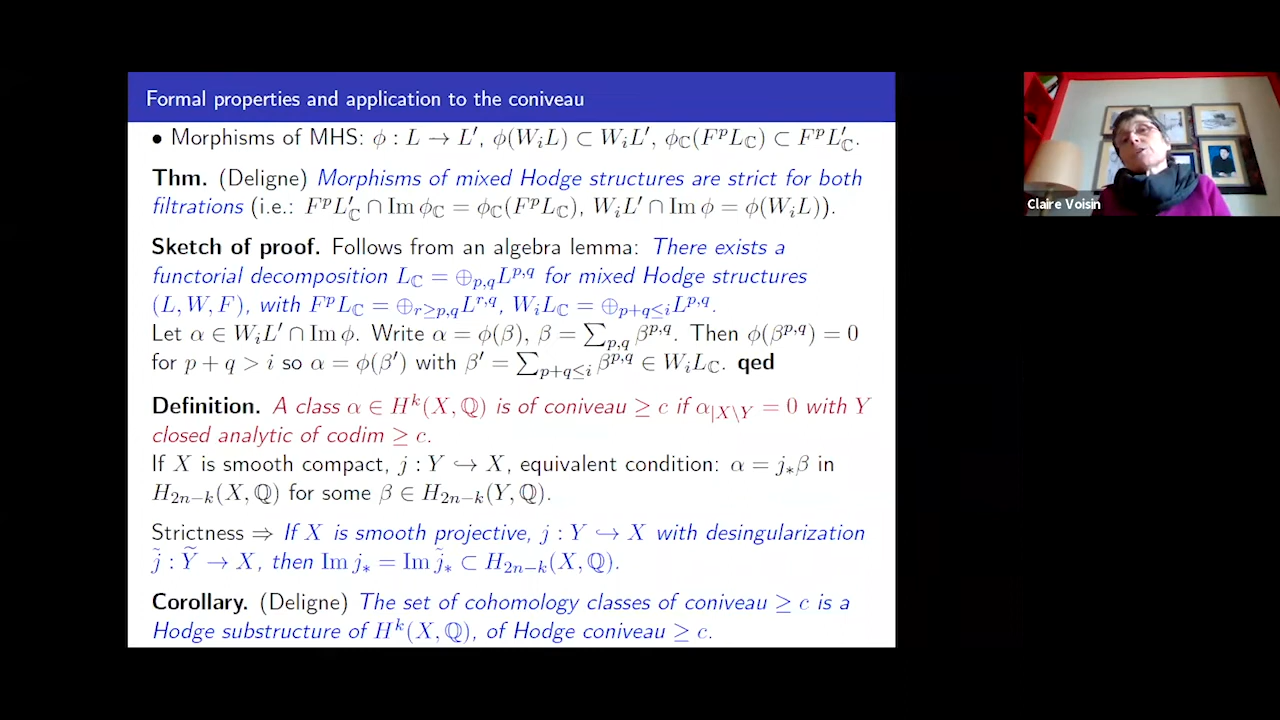 Formal properties and application to the coniveau
• Morphisms of MHS: ϕ : L → L′, ϕ(W_iL) ⊂ W_iL′, ϕ_ℂ(F^pL_ℂ) ⊂ F^pL′_ℂ.
Thm. (Deligne) Morphisms of mixed Hodge structures are strict for both
filtrations (i.e.: F^pL′_ℂ ∩ Im ϕ_ℂ = ϕ_ℂ(F^pL_ℂ), W_iL′ ∩ Im ϕ = ϕ(W_iL)).
Sketch of proof. Follows from an algebra lemma: There exists a
functorial decomposition L_ℂ = ⊕_{p,q}L^{p,q} for mixed Hodge structures
(L, W, F), with F^pL_ℂ = ⊕_{r≥p,q}L^{r,q}, W_iL_ℂ = ⊕_{p+q≤i}L^{p,q}.
Let α ∈ W_iL′ ∩ Im ϕ. Write α = ϕ(β), β = ∑_{p,q} β^{p,q}. Then ϕ(β^{p,q}) = 0
for p + q > i so α = ϕ(β′) with β′ = ∑_{p+q≤i} β^{p,q} ∈ W_iL_ℂ. qed
Definition. A class α ∈ H^k(X, ℚ) is of coniveau ≥ c if α_{|X∖Y} = 0 with Y
closed analytic of codim ≥ c.
If X is smooth compact, j : Y ↪ X, equivalent condition: α = j_*β in
H_{2n−k}(X, ℚ) for some β ∈ H_{2n−k}(Y, ℚ).
Strictness ⇒ If X is smooth projective, j : Y ↪ X with desingularization
j̃ : Ỹ → X, then Im j_* = Im j̃_* ⊂ H_{2n−k}(X, ℚ).
Corollary. (Deligne) The set of cohomology classes of coniveau ≥ c is a
Hodge substructure of H^k(X, ℚ), of Hodge coniveau ≥ c.
Claire Voisin